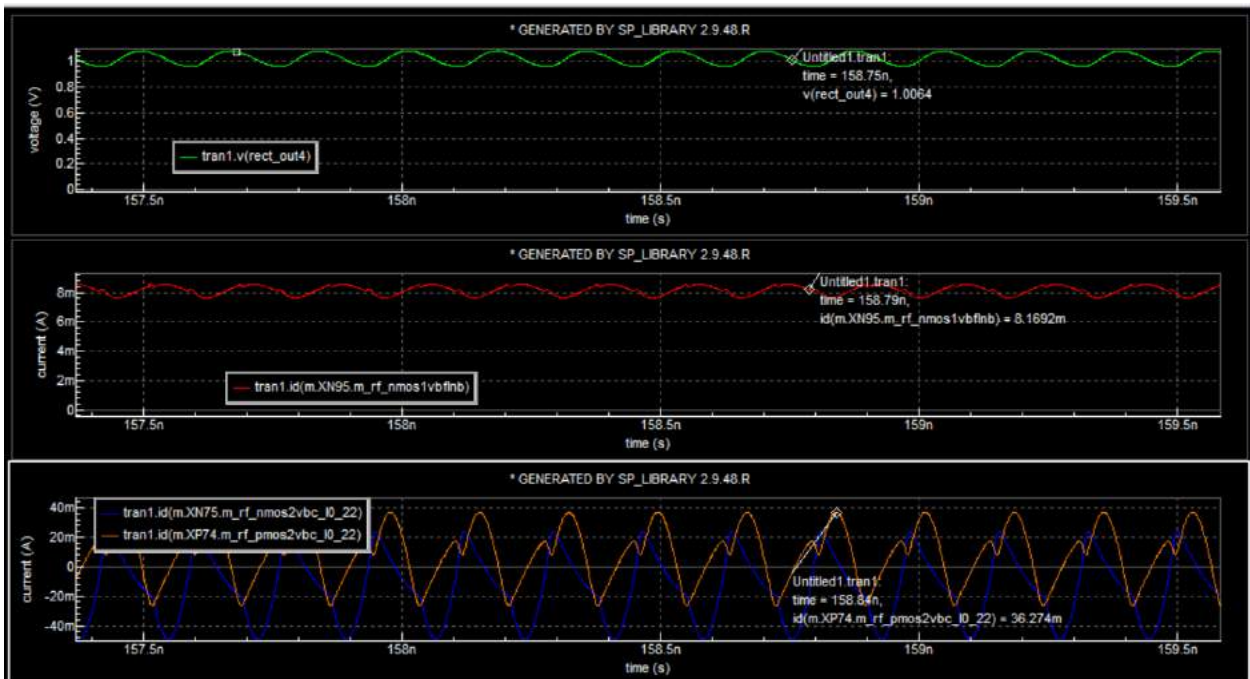 * GENERATED BY SP_LIBRARY 2.9.48.R
voltage (V)
1
0.8
0.6
0.4
0.2
0
Untitled1.tran1:
time = 158.75n,
v(rect_out4) = 1.0064
tran1.v(rect_out4)
157.5n 158n 158.5n 159n 159.5n
time (s)
* GENERATED BY SP_LIBRARY 2.9.48.R
current (A)
8m
6m
4m
2m
0
Untitled1.tran1:
time = 158.79n,
id(m.XN95.m_rf_nmos1vbflnb) = 8.1692m
tran1.id(m.XN95.m_rf_nmos1vbflnb)
157.5n 158n 158.5n 159n 159.5n
time (s)
* GENERATED BY SP_LIBRARY 2.9.48.R
current (A)
40m
20m
0
-20m
-40m
tran1.id(m.XN75.m_rf_nmos2vbc_l0_22)
tran1.id(m.XP74.m_rf_pmos2vbc_l0_22)
Untitled1.tran1:
time = 158.84n,
id(m.XP74.m_rf_pmos2vbc_l0_22) = 36.274m
157.5n 158n 158.5n 159n 159.5n
time (s)